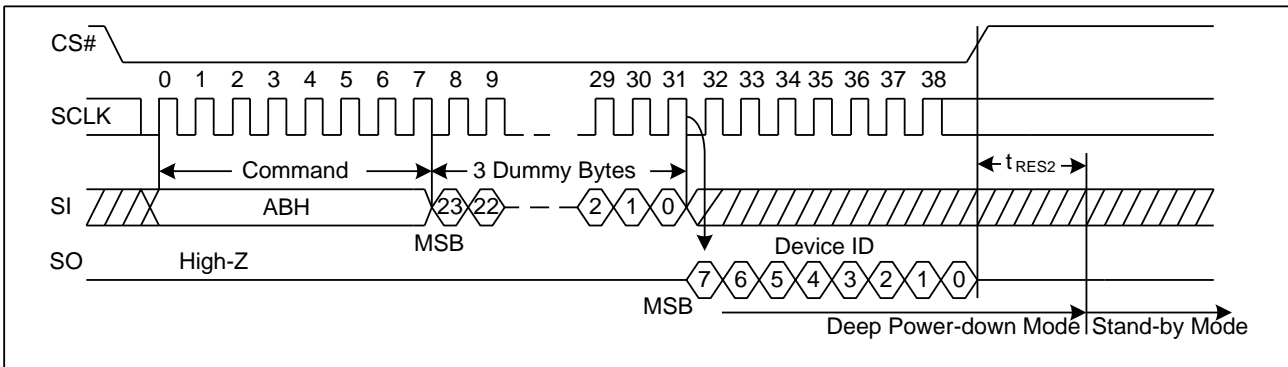 CS#
0 1 2 3 4 5 6 7 8 9 29 30 31 32 33 34 35 36 37 38
SCLK
Command 3 Dummy Bytes tRES2
SI ABH 23 22 2 1 0
MSB Device ID
SO High-Z
7 6 5 4 3 2 1 0
MSB
Deep Power-down Mode Stand-by Mode